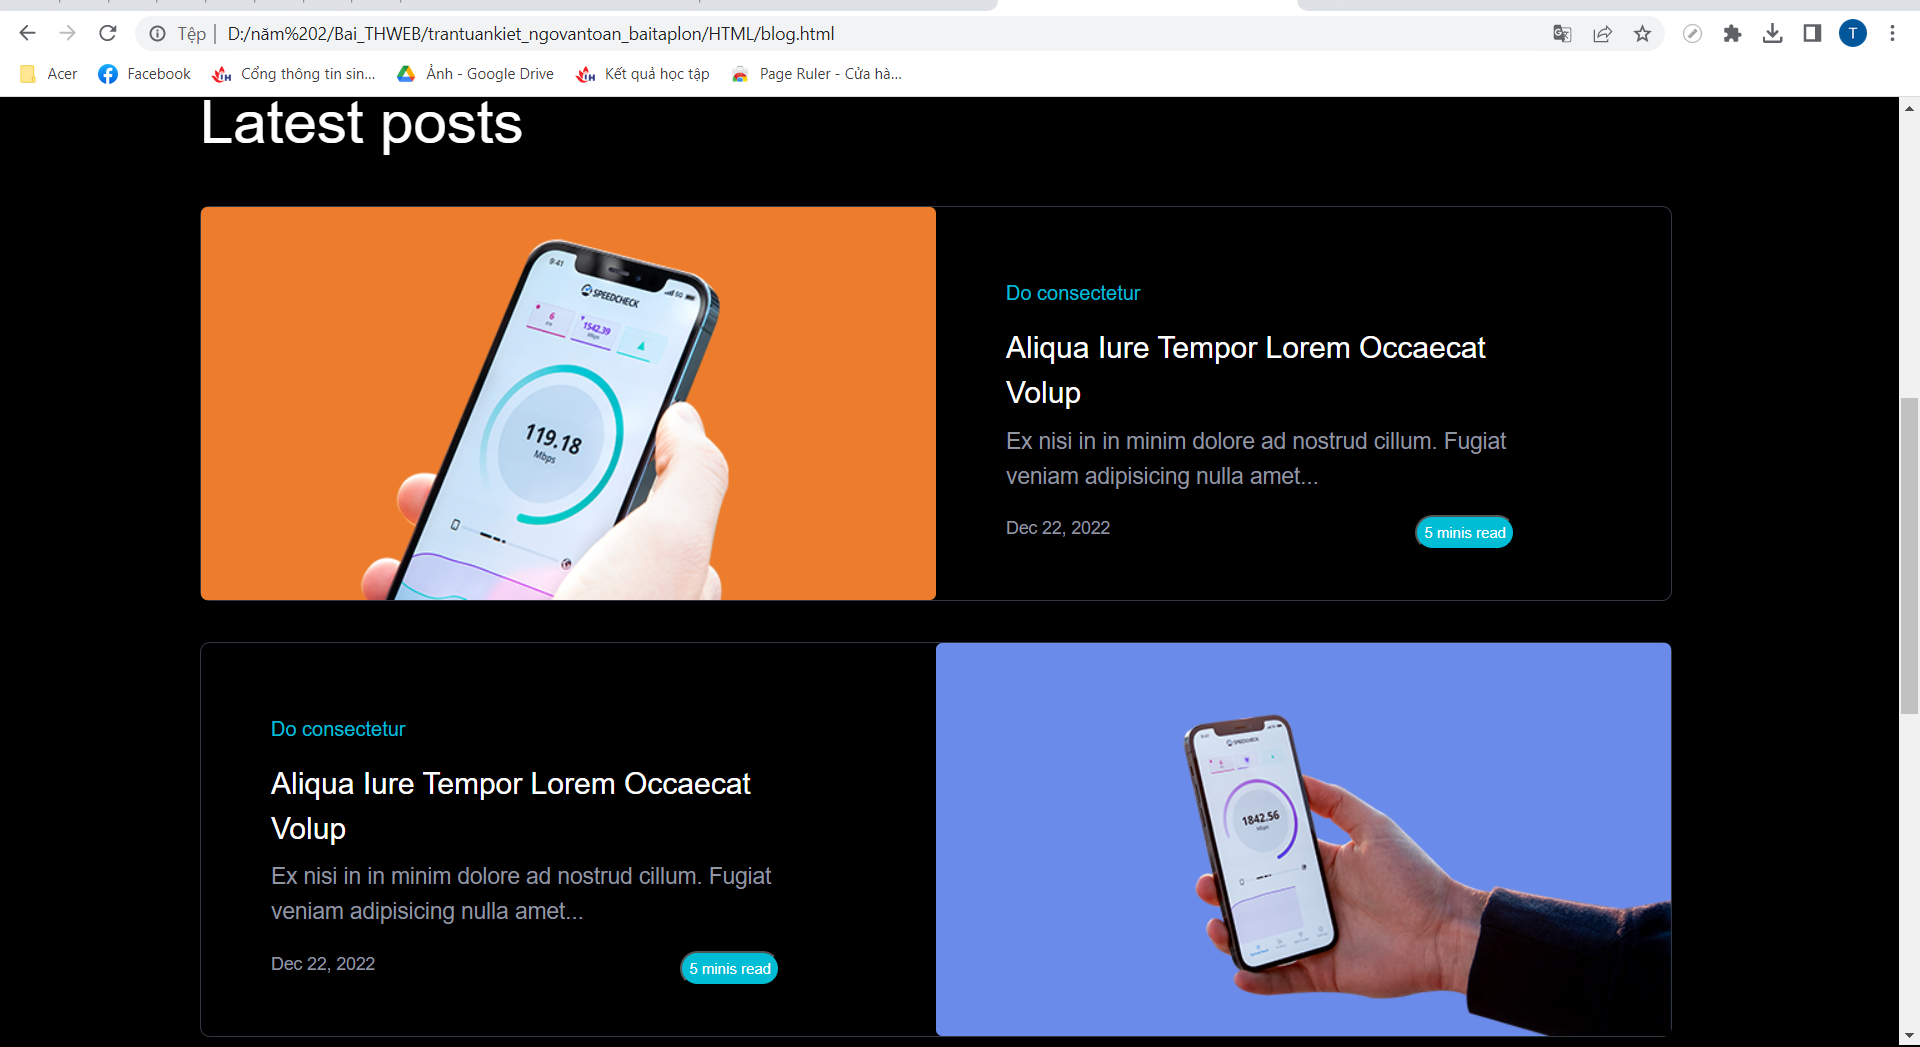 Tệp
D:/năm%202/Bai_THWEB/trantuankiet_ngovantoan_baitaplon/HTML/blog.html
T
Acer
Facebook
Cổng thông tin sin...
Ảnh - Google Drive
Kết quả học tập
Page Ruler - Cửa hà...
Latest posts
9:41
5G
SPEEDCHECK
6
ms
1542.39
Mbps
119.18
Mbps
Do consectetur
Aliqua Iure Tempor Lorem Occaecat
Volup
Ex nisi in in minim dolore ad nostrud cillum. Fugiat
veniam adipisicing nulla amet...
Dec 22, 2022
5 minis read
Do consectetur
Aliqua Iure Tempor Lorem Occaecat
Volup
Ex nisi in in minim dolore ad nostrud cillum. Fugiat
veniam adipisicing nulla amet...
Dec 22, 2022
5 minis read
SPEEDCHECK
1842.56
Mbps